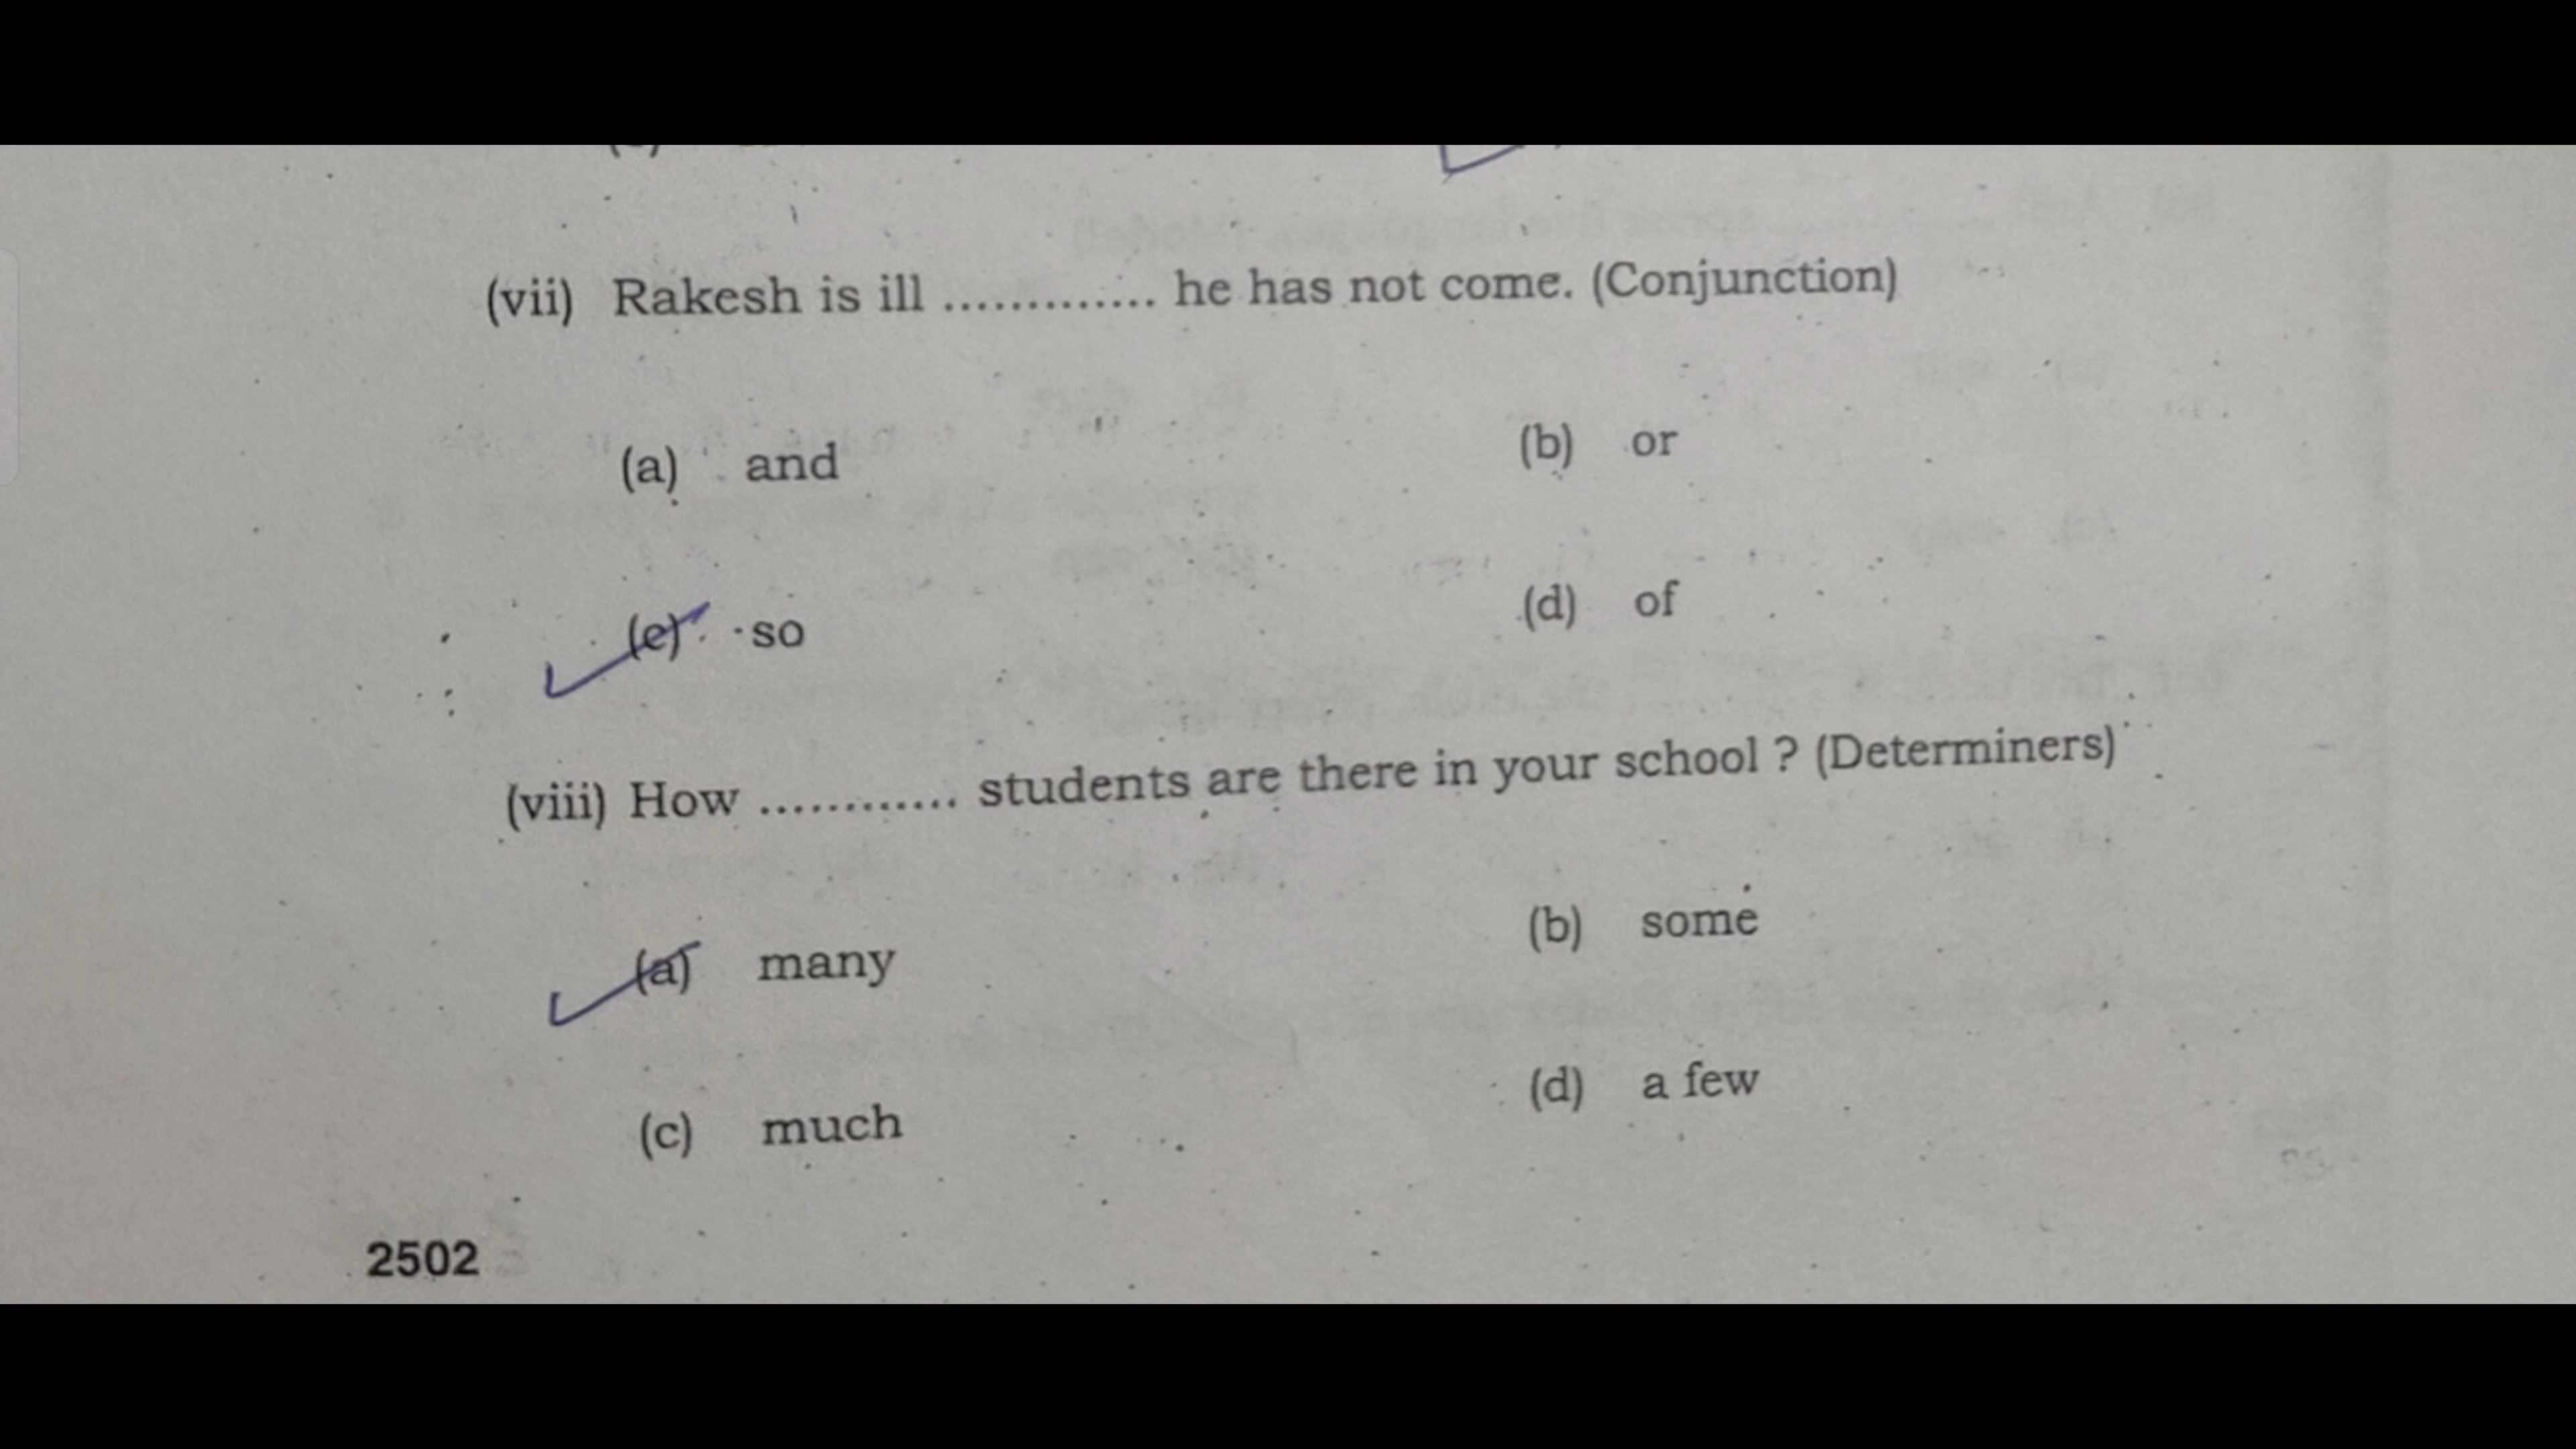 (vii) Rakesh is ill ............. he has not come. (Conjunction)
(a) and (b) or
(c) so (d) of
(viii) How ............ students are there in your school ? (Determiners)
(a) many (b) some
(c) much (d) a few
2502